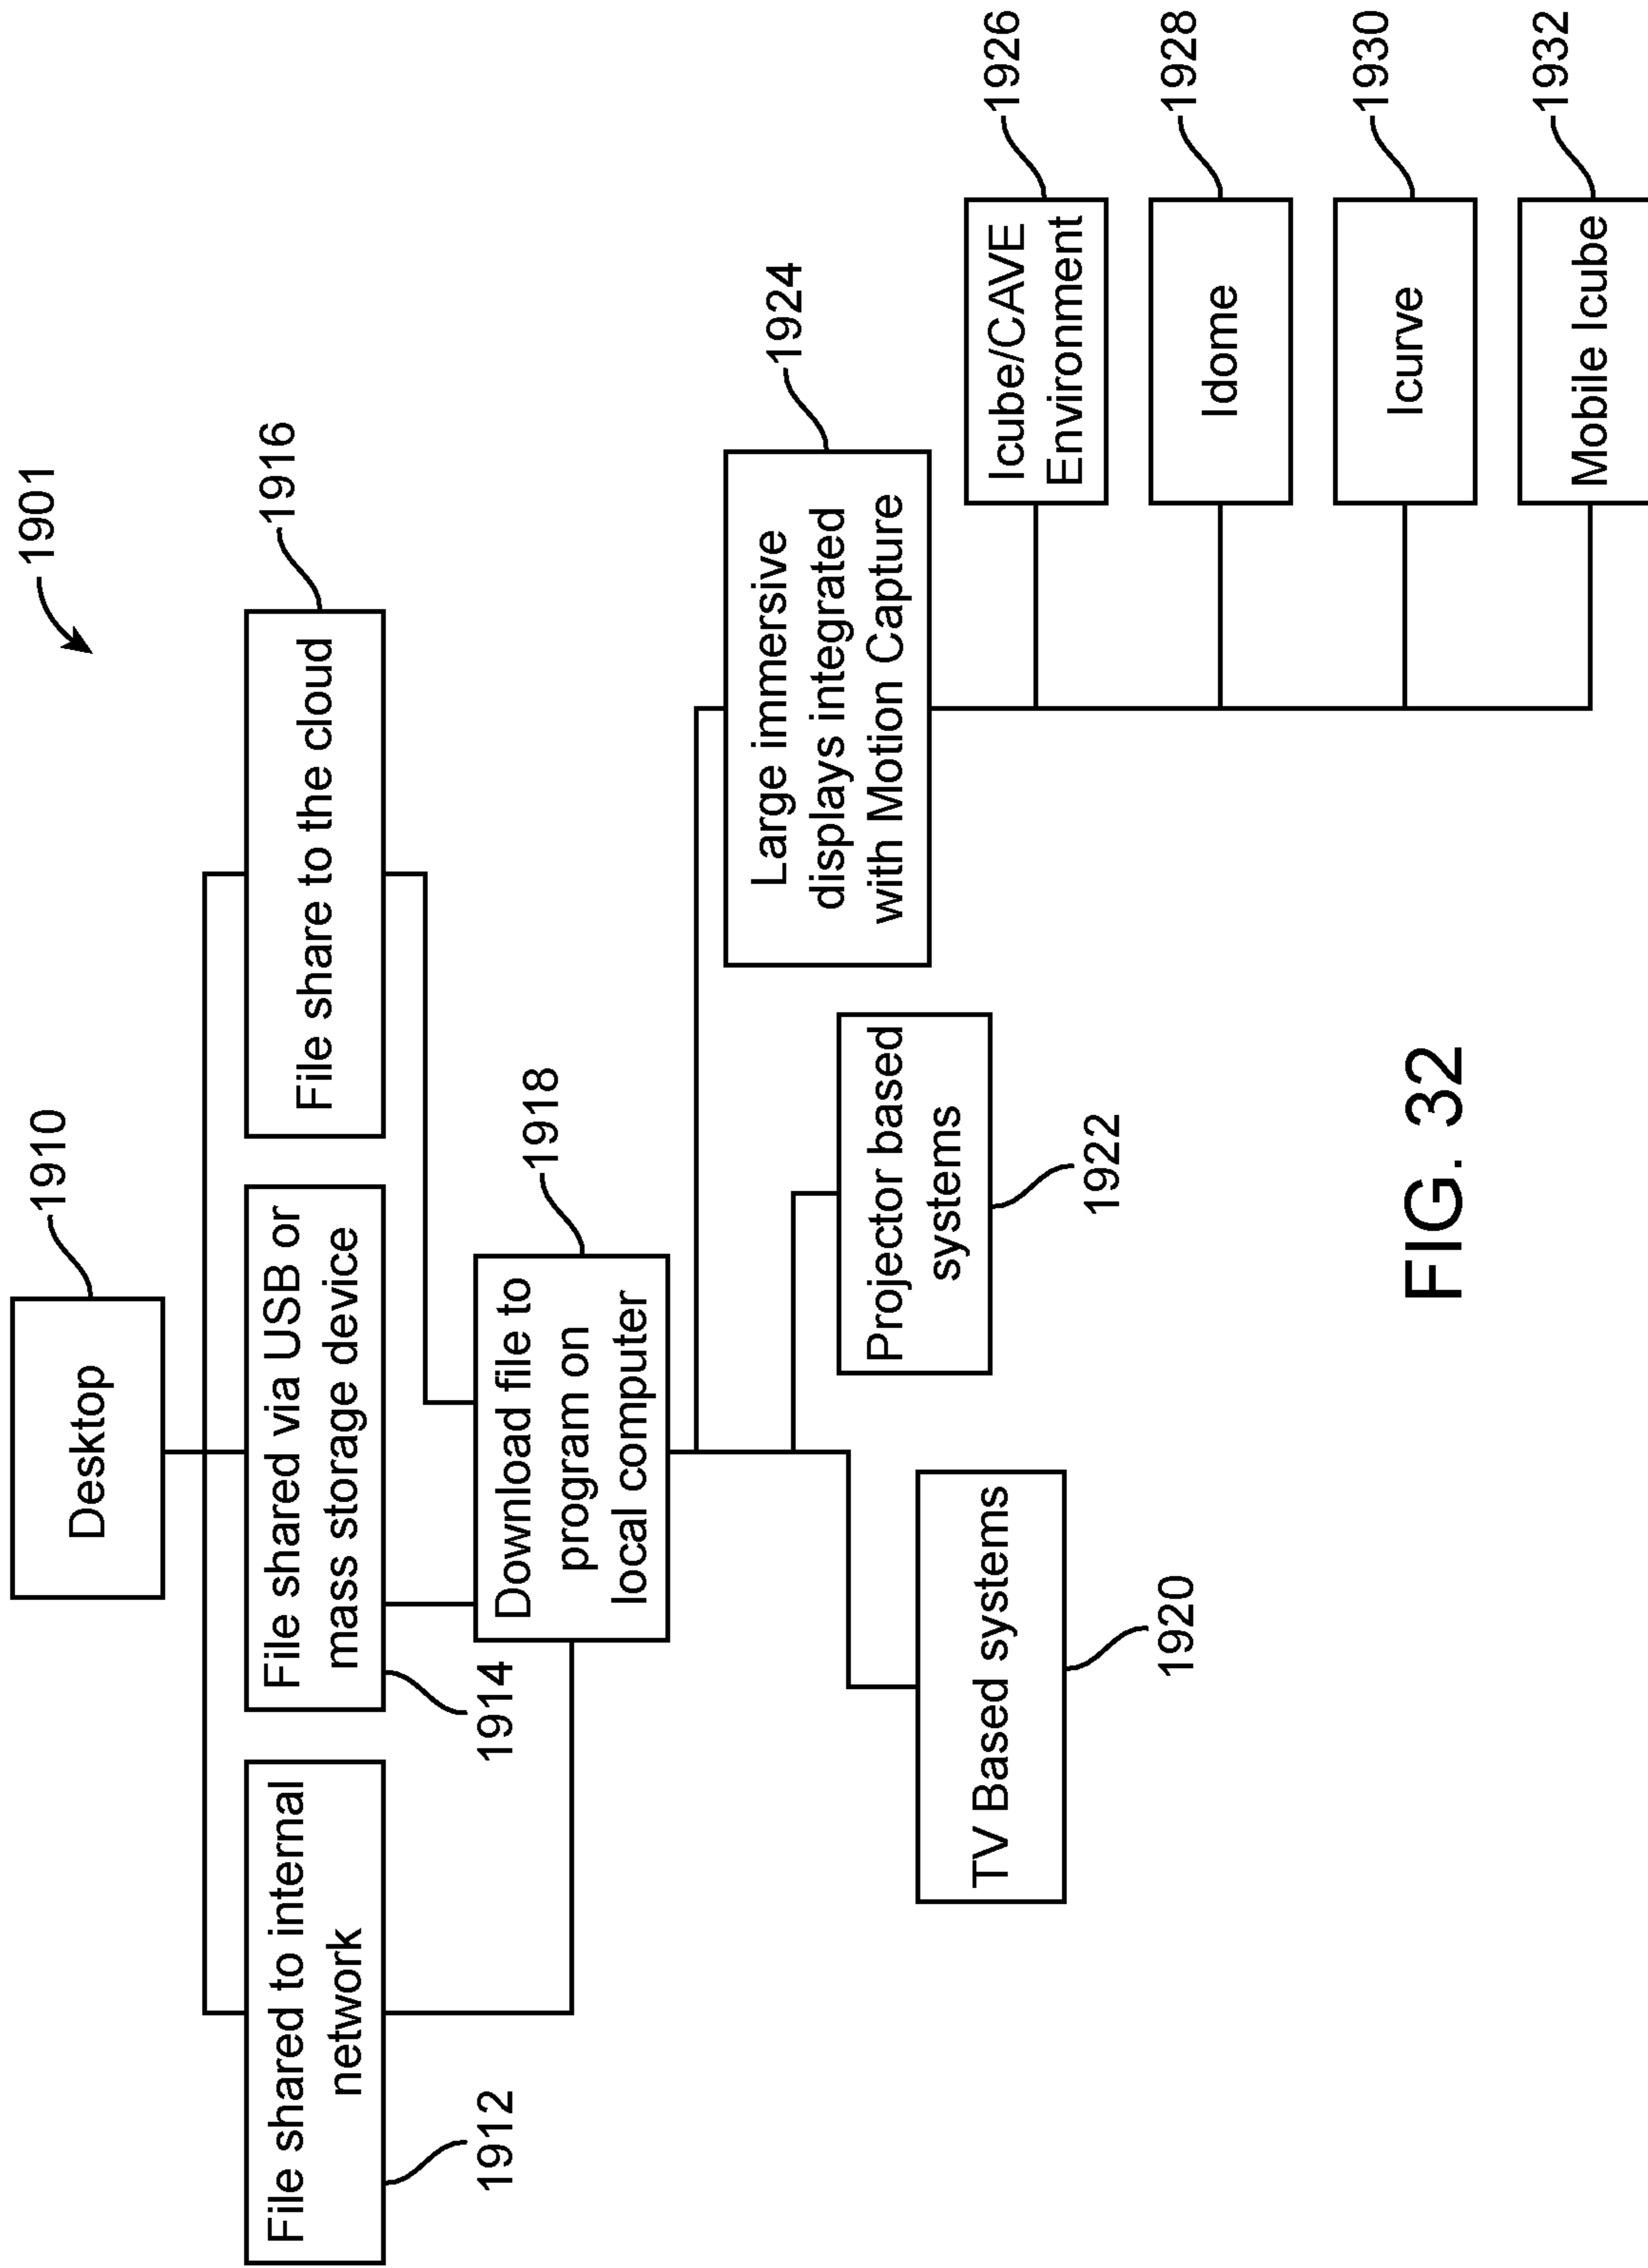 1901
Desktop
1910
File shared to internal
network
1912
File shared via USB or
mass storage device
1914
File share to the cloud
1916
Download file to
program on
local computer
1918
TV Based systems
1920
Projector based
systems
1922
Large immersive
displays integrated
with Motion Capture
1924
Icube/CAVE
Environment
1926
Idome
1928
Icurve
1930
Mobile Icube
1932
FIG. 32